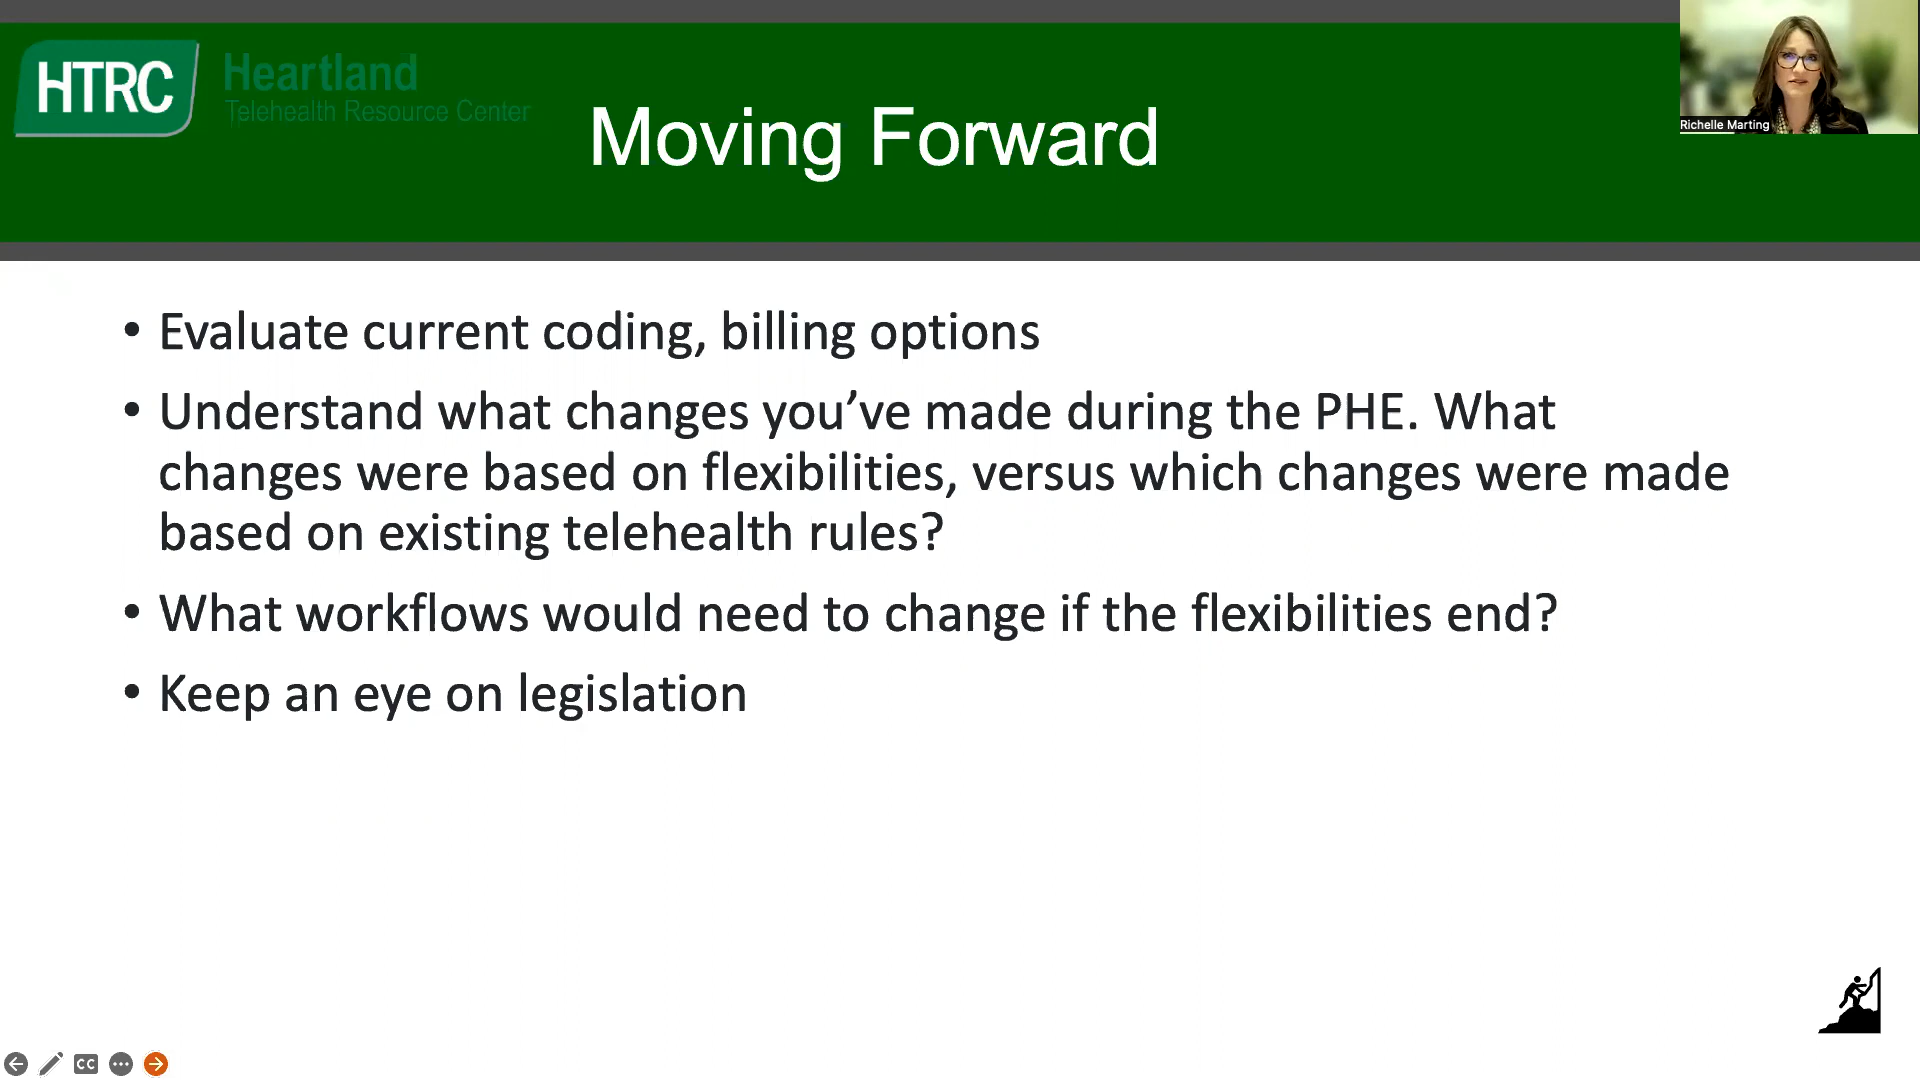 HTRC
Heartland
Telehealth Resource Center
Moving Forward
Richelle Marting
• Evaluate current coding, billing options
• Understand what changes you’ve made during the PHE. What
changes were based on flexibilities, versus which changes were made
based on existing telehealth rules?
• What workflows would need to change if the flexibilities end?
• Keep an eye on legislation
CC